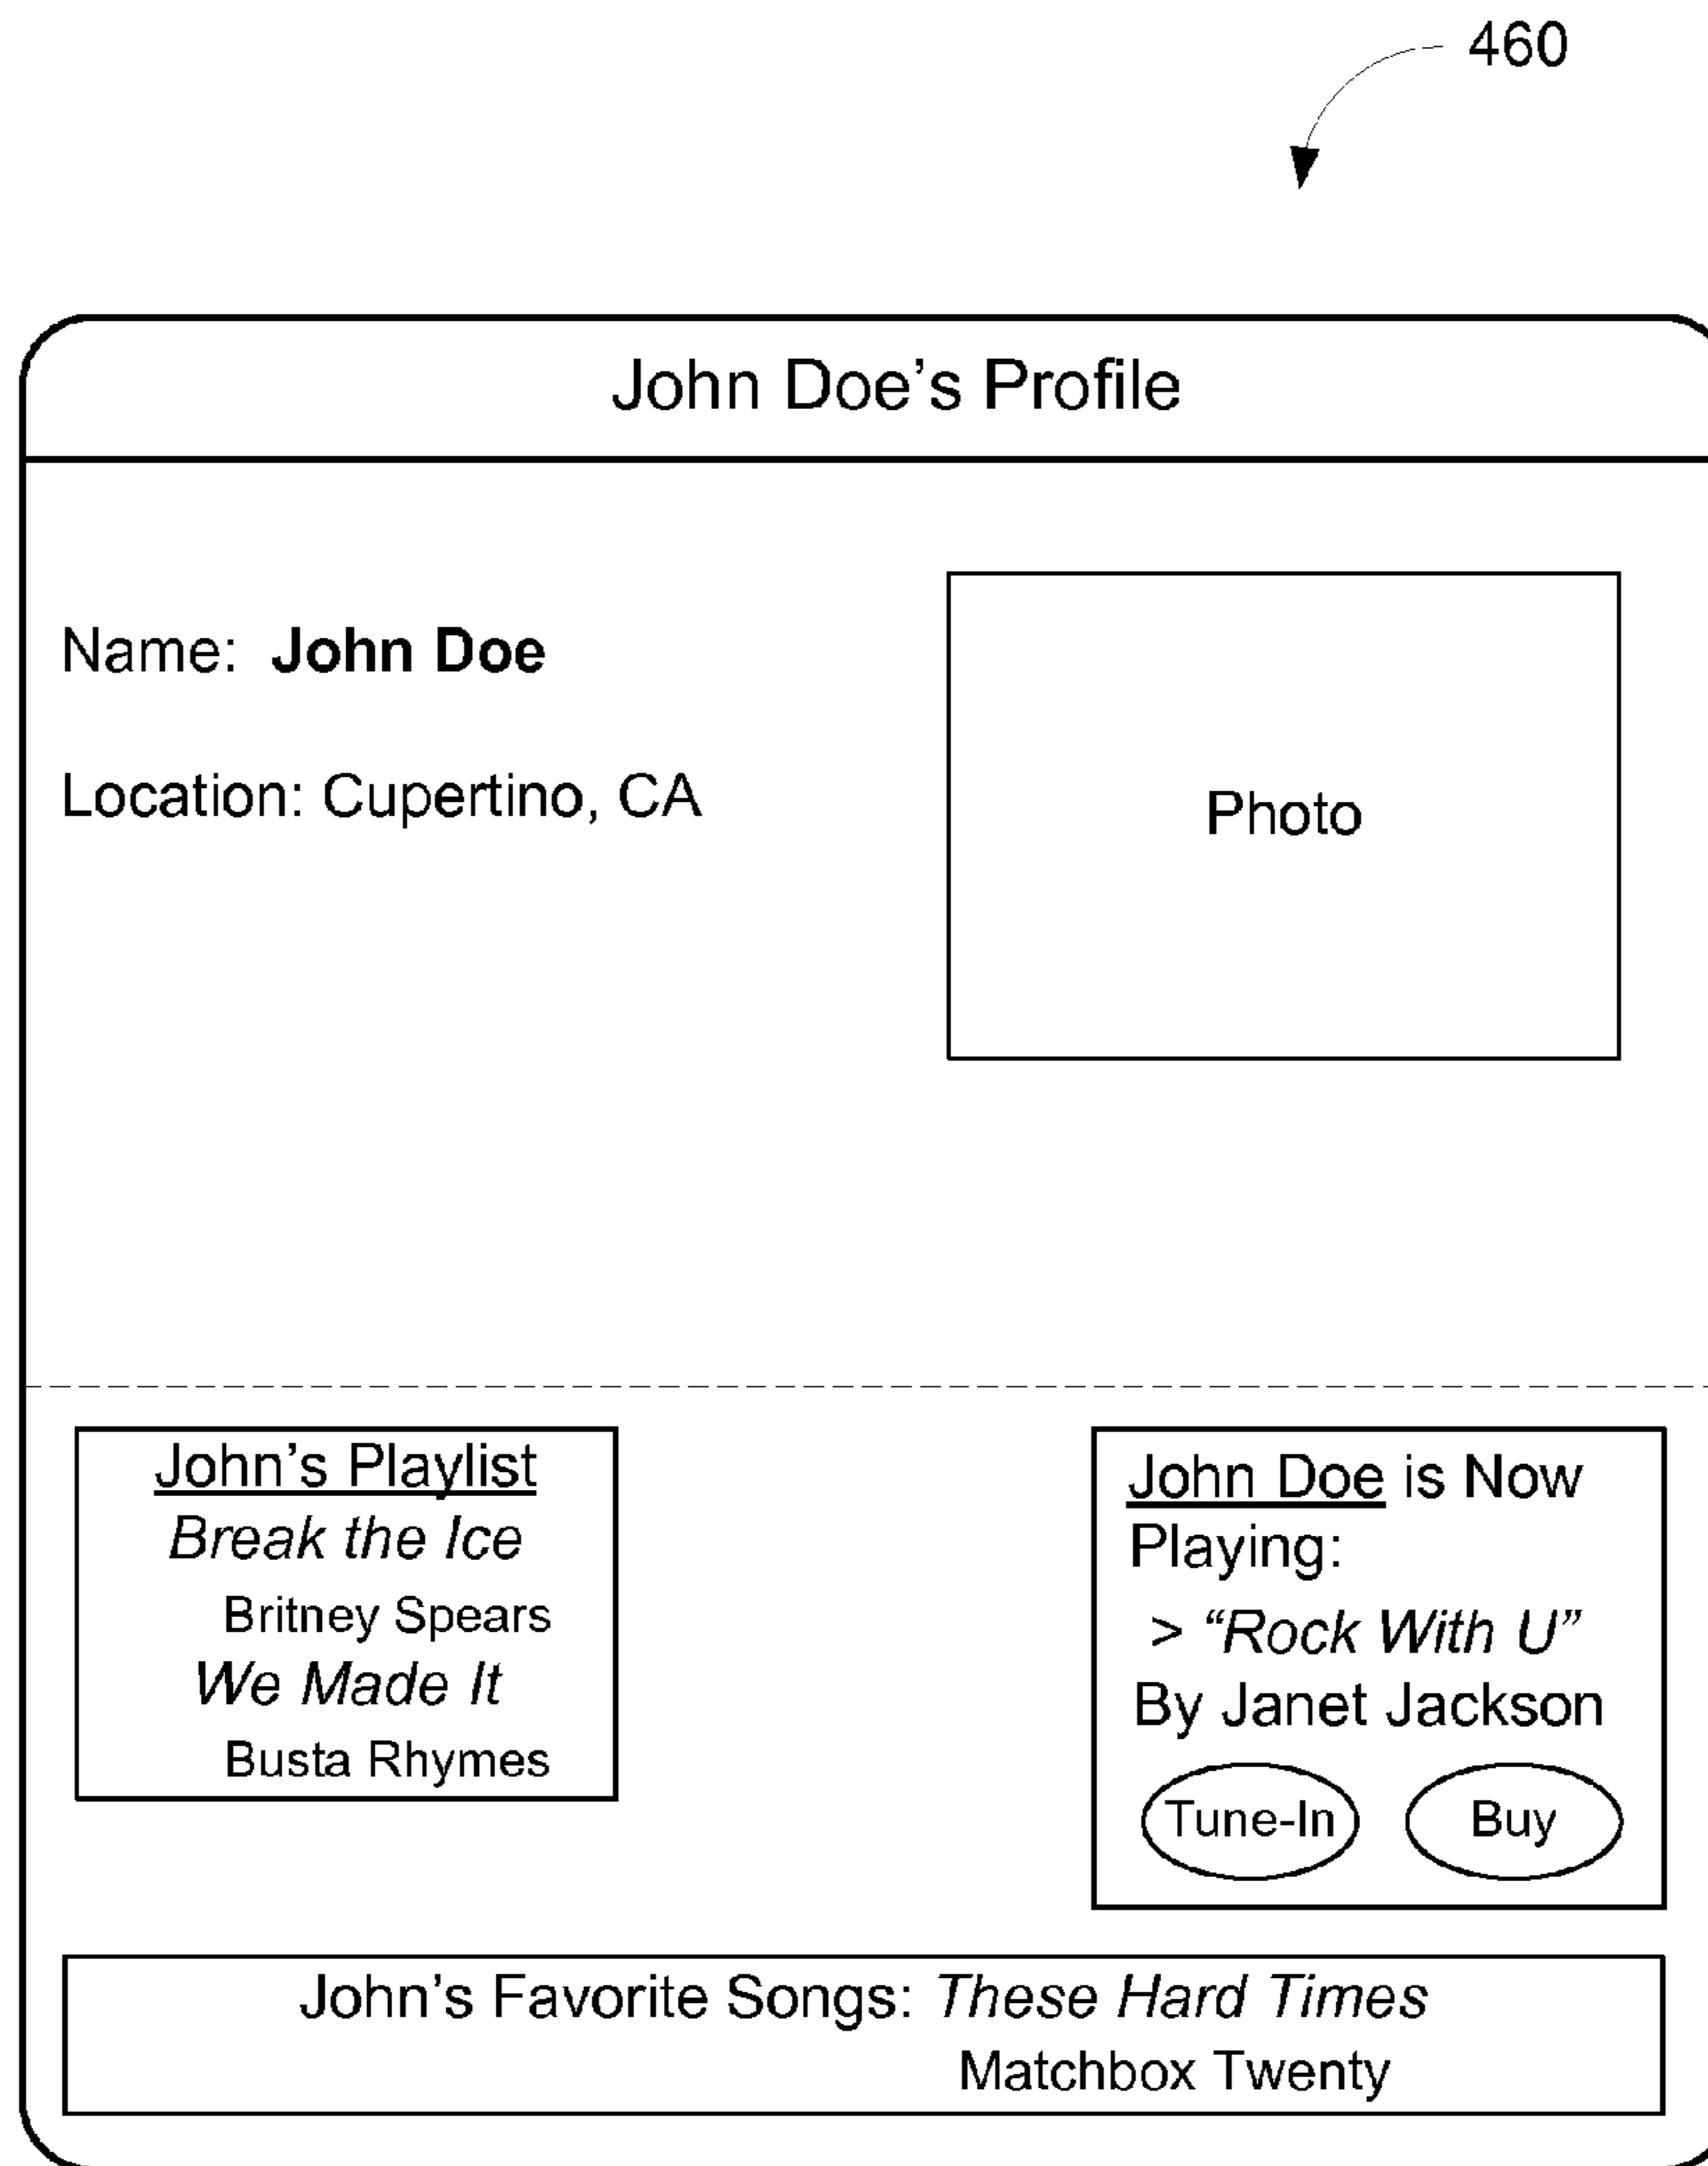 460
John Doe's Profile
Name: John Doe
Location: Cupertino, CA
Photo
John's Playlist
Break the Ice
Britney Spears
We Made It
Busta Rhymes
John Doe is Now
Playing:
> “Rock With U”
By Janet Jackson
Tune-In Buy
John’s Favorite Songs: These Hard Times
Matchbox Twenty